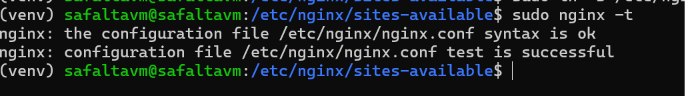 (venv) safaltavm@safaltavm:/etc/nginx/sites-available$ sudo nginx -t
nginx: the configuration file /etc/nginx/nginx.conf syntax is ok
nginx: configuration file /etc/nginx/nginx.conf test is successful
(venv) safaltavm@safaltavm:/etc/nginx/sites-available$